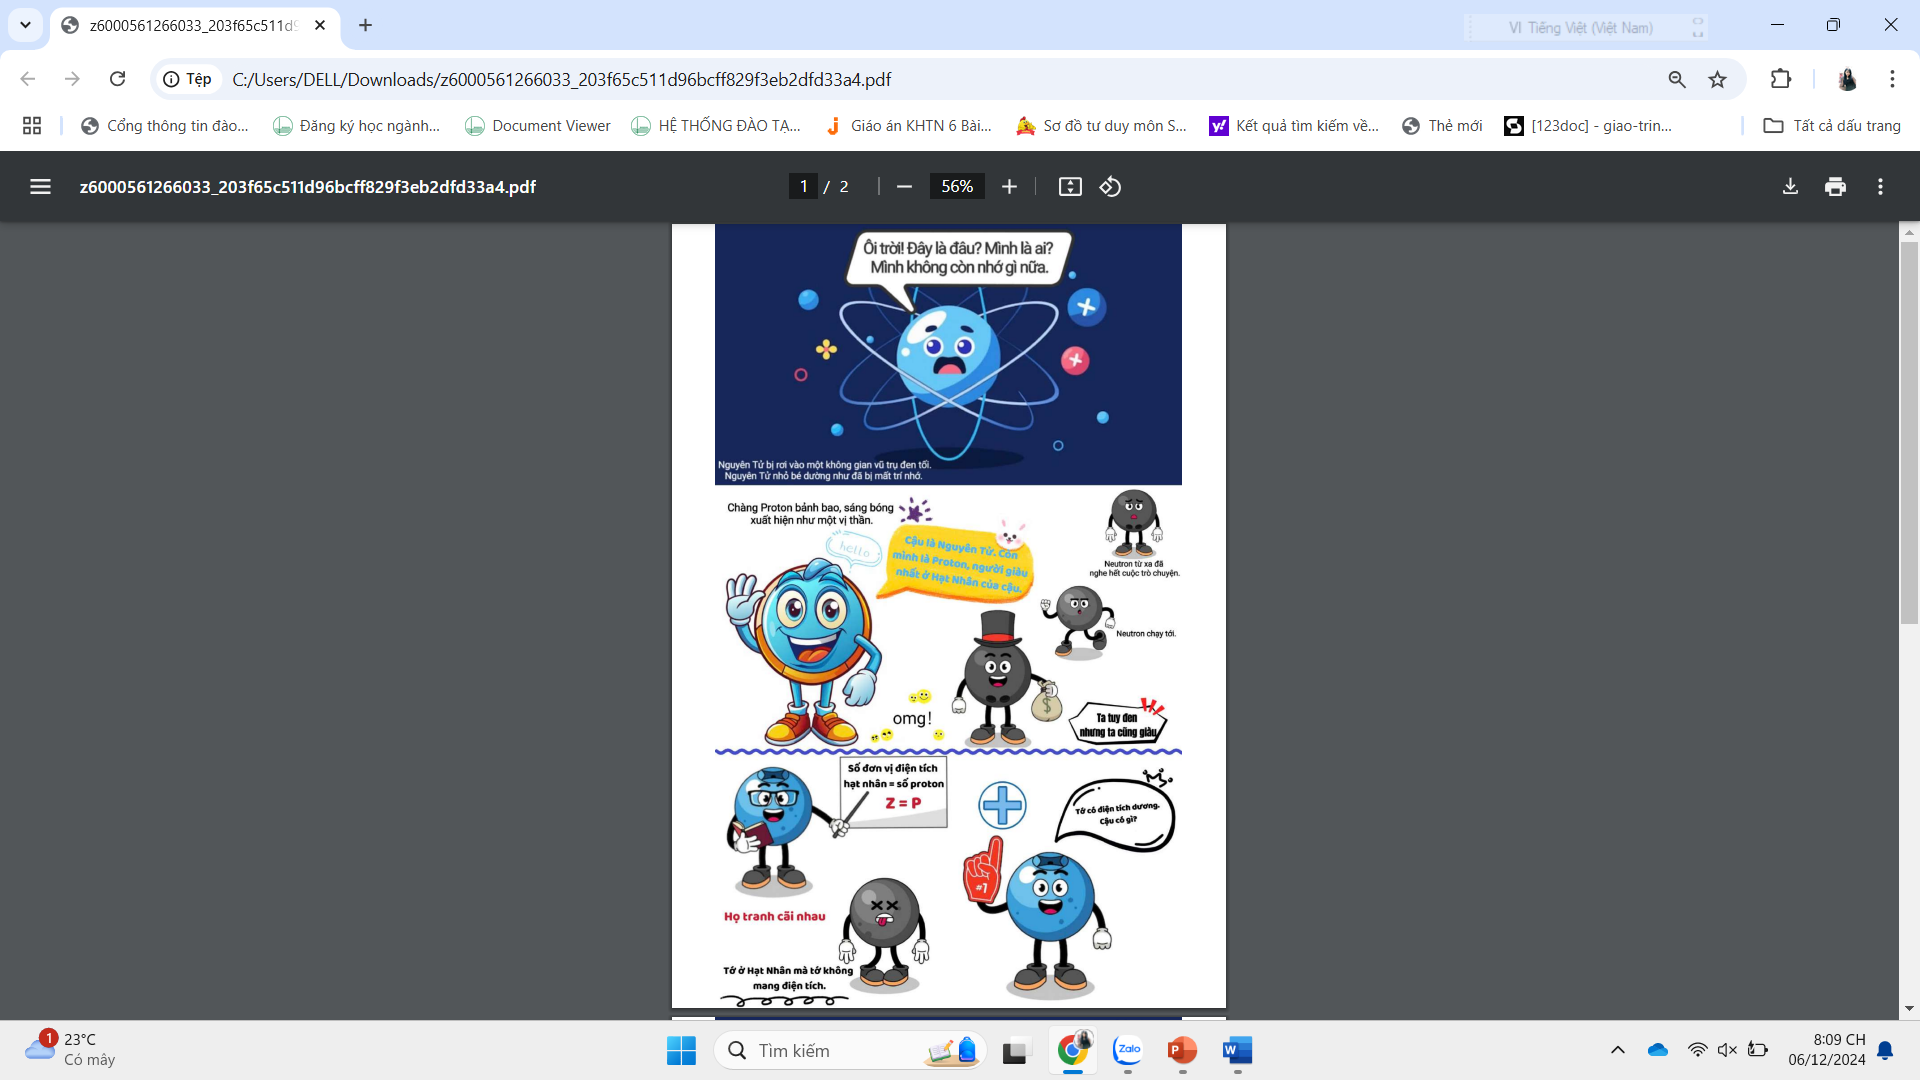 z6000561266033_203f65c511d9
VI Tiếng Việt (Việt Nam)
Tệp
C:/Users/DELL/Downloads/z6000561266033_203f65c511d96bcff829f3eb2dfd33a4.pdf
Cổng thông tin đào...
Đăng ký học ngành...
Document Viewer
HỆ THỐNG ĐÀO TẠ...
Giáo án KHTN 6 Bài...
Sơ đồ tư duy môn S...
Kết quả tìm kiếm về...
Thẻ mới
[123doc] - giao-trin...
Tất cả dấu trang
z6000561266033_203f65c511d96bcff829f3eb2dfd33a4.pdf
1 / 2
56%
Ôi trời! Đây là đâu? Mình là ai?
Mình không còn nhớ gì nữa.
Nguyên Tử bị rơi vào một không gian vũ trụ đen tối.
Nguyên Tử nhỏ bé dường như đã bị mất trí nhớ.
Chàng Proton bảnh bao, sáng bóng
xuất hiện như một vị thần.
hello
Cậu là Nguyên Tử. Còn
mình là Proton, người giàu
nhất ở Hạt Nhân của cậu.
Neutron từ xa đã
nghe hết cuộc trò chuyện.
Neutron chạy tới.
omg!
$
Ta tuy đen
nhưng ta cũng giàu
Số đơn vị điện tích
hạt nhân = số proton
Z = P
Tớ có điện tích dương.
Cậu có gì?
#1
Họ tranh cãi nhau
Tớ ở Hạt Nhân mà tớ không
mang điện tích.
1
23°C
Có mây
Tìm kiếm
Zalo
P
W
8:09 CH
06/12/2024